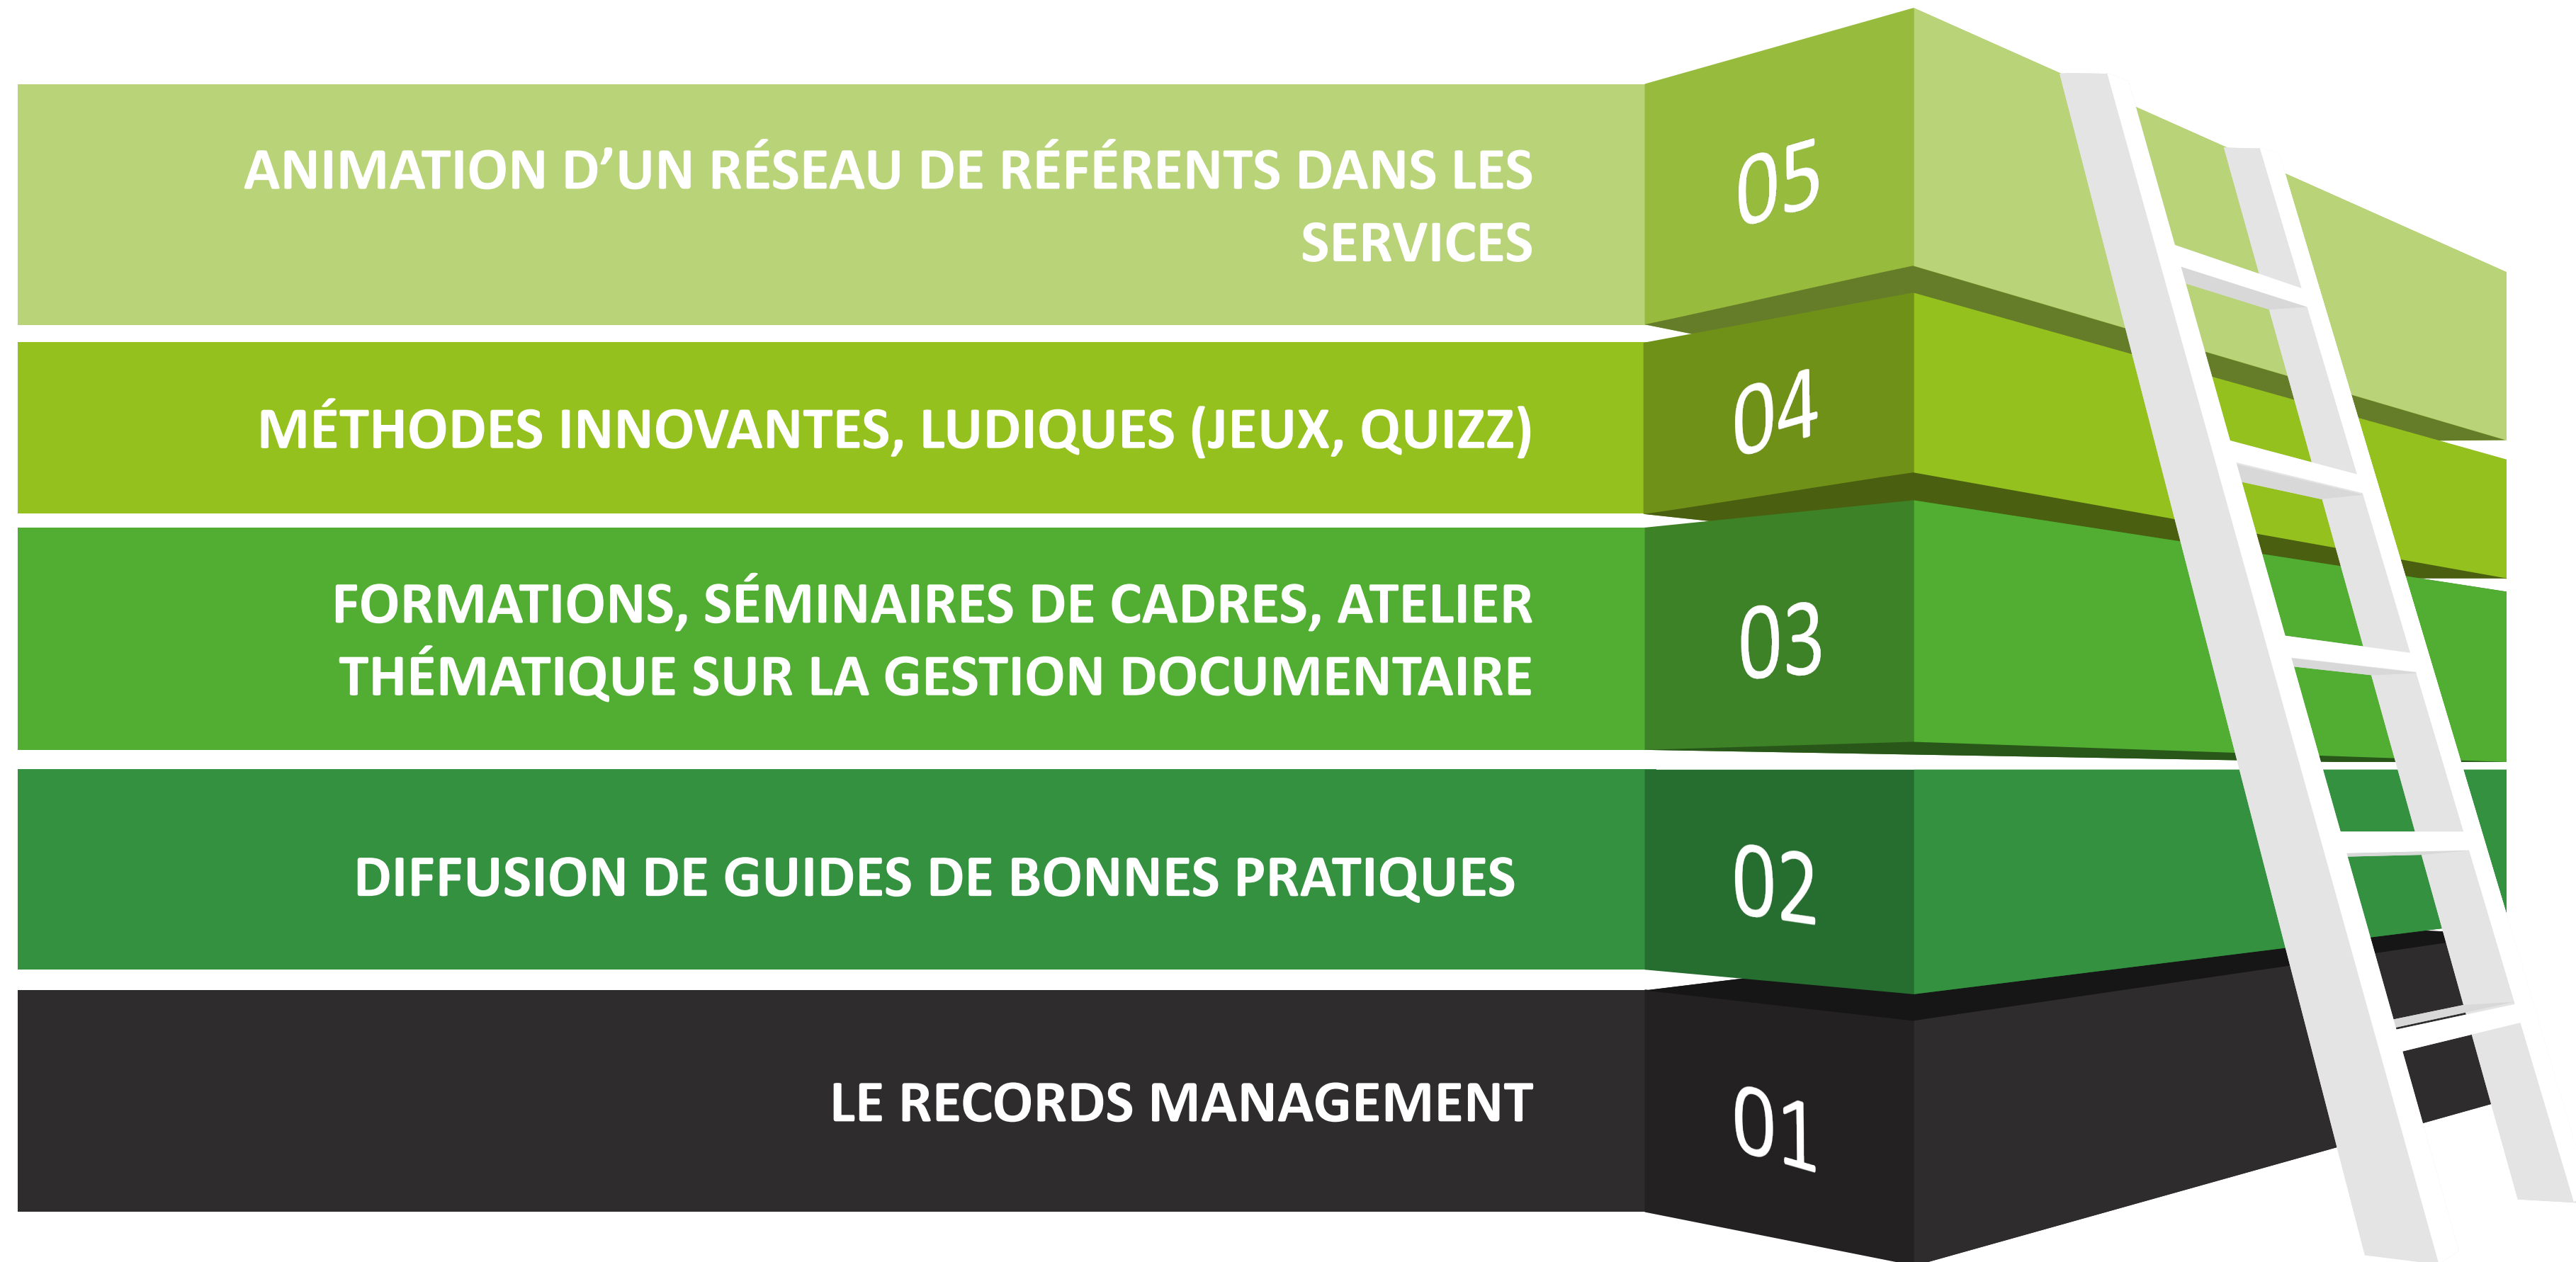 ANIMATION D’UN RÉSEAU DE RÉFÉRENTS DANS LES
SERVICES
05
MÉTHODES INNOVANTES, LUDIQUES (JEUX, QUIZZ)
04
FORMATIONS, SÉMINAIRES DE CADRES, ATELIER
THÉMATIQUE SUR LA GESTION DOCUMENTAIRE
03
DIFFUSION DE GUIDES DE BONNES PRATIQUES
02
LE RECORDS MANAGEMENT
01